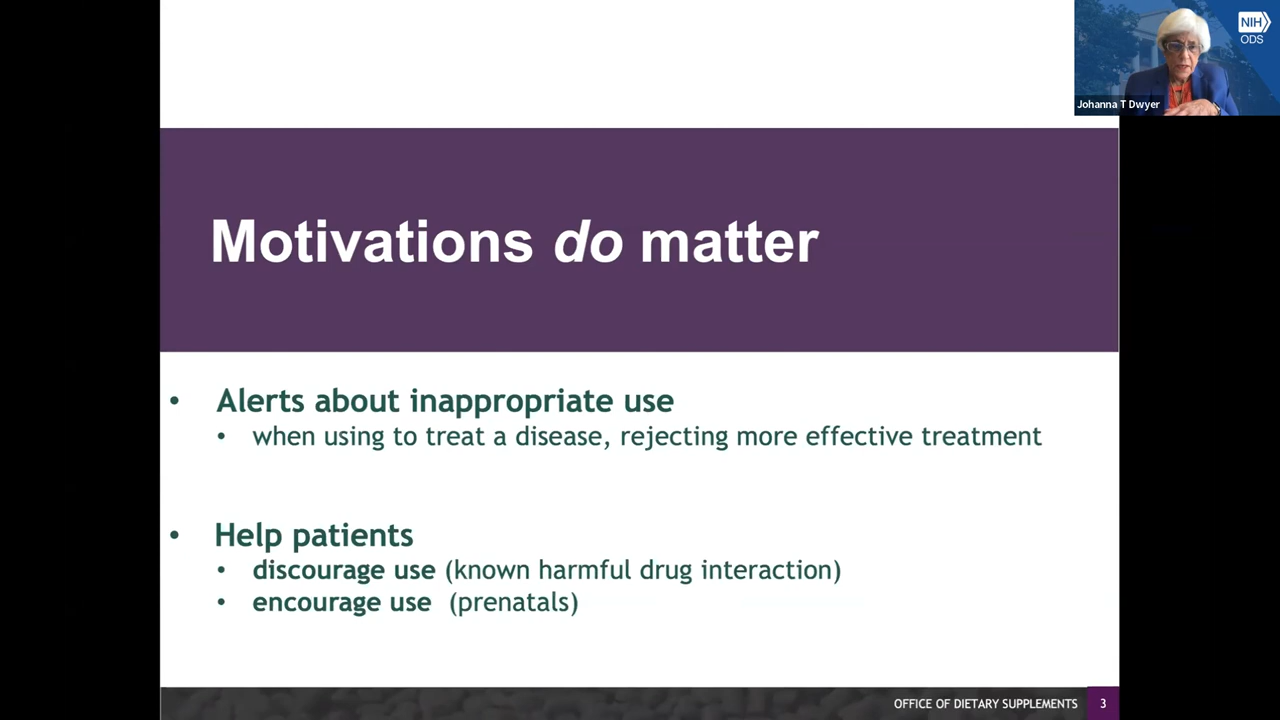 NIH
ODS
Johanna T Dwyer
Motivations do matter
• Alerts about inappropriate use
• when using to treat a disease, rejecting more effective treatment
• Help patients
• discourage use (known harmful drug interaction)
• encourage use (prenatals)
OFFICE OF DIETARY SUPPLEMENTS 3